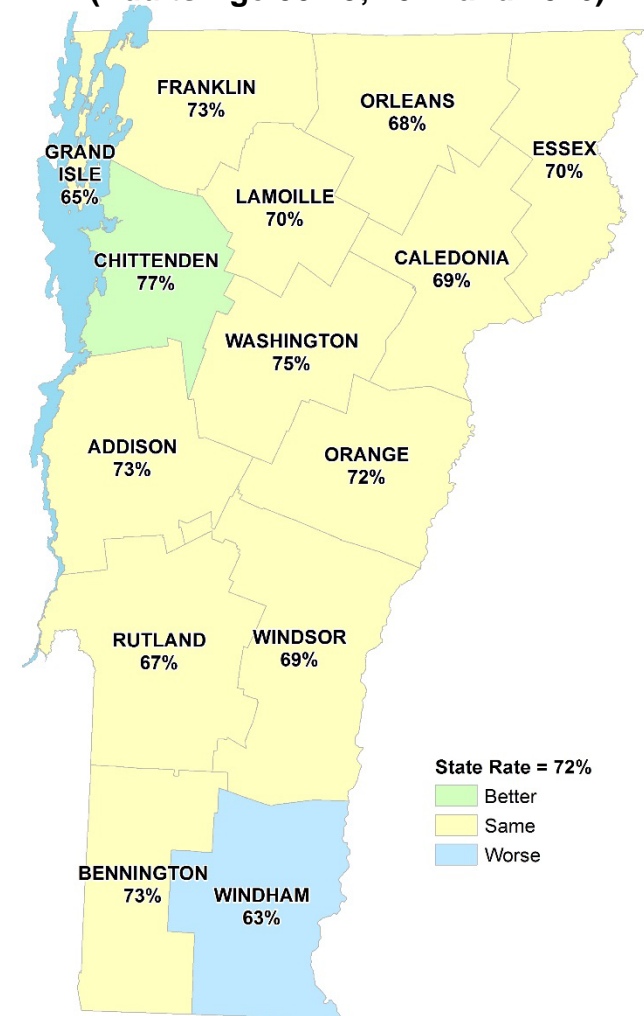 FRANKLIN
73%
ORLEANS
68%
ESSEX
70%
GRAND
ISLE
65%
LAMOILLE
70%
CHITTENDEN
77%
CALEDONIA
69%
WASHINGTON
75%
ADDISON
73%
ORANGE
72%
RUTLAND
67%
WINDSOR
69%
State Rate = 72%
Better
Same
Worse
BENNINGTON
73%
WINDHAM
63%